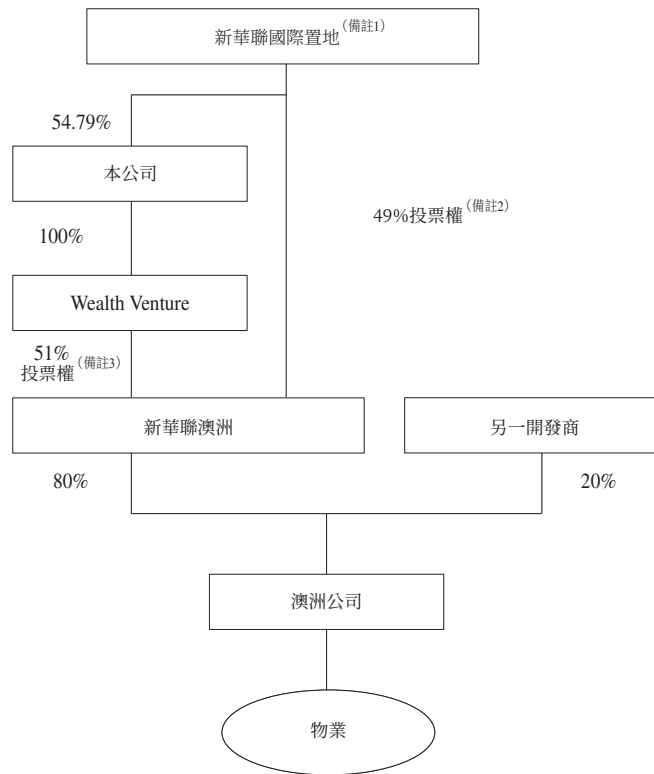 新華聯國際置地(備註1)
54.79%
本公司
49%投票權(備註2)
100%
Wealth Venture
51%
投票權(備註3)
新華聯澳洲
另一開發商
80%
20%
澳洲公司
物業